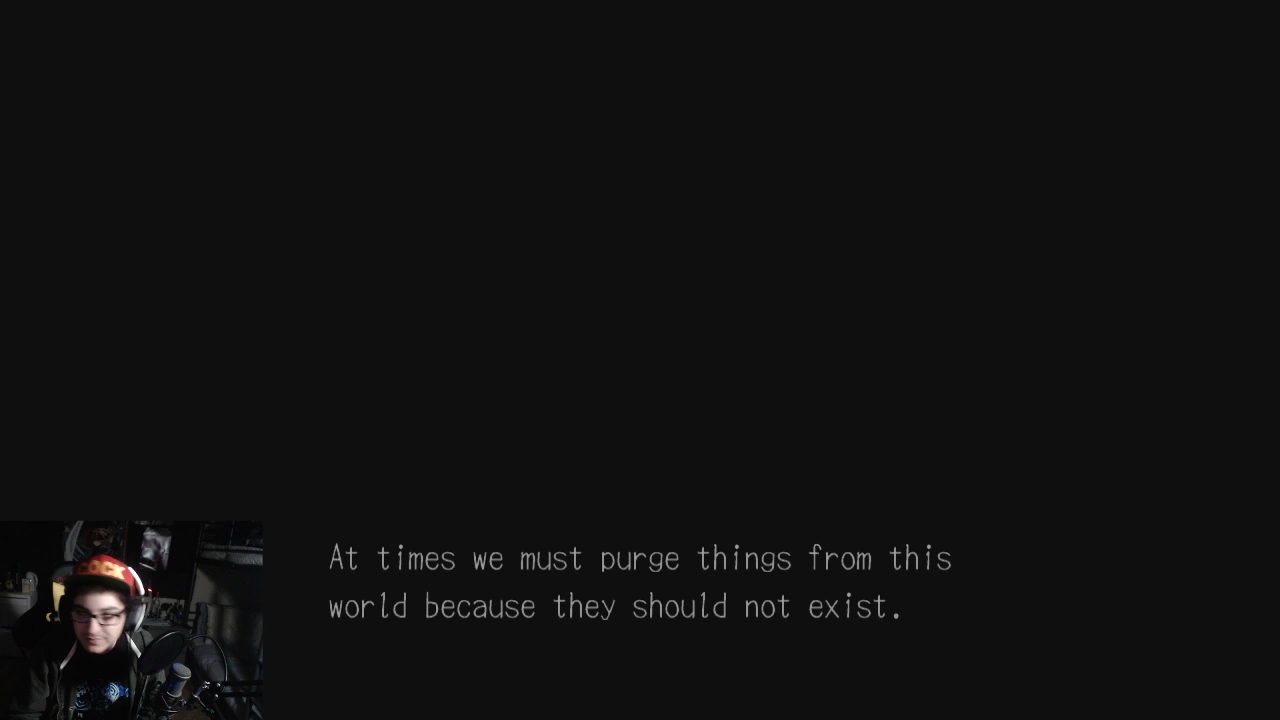 At times we must purge things from this
world because they should not exist.